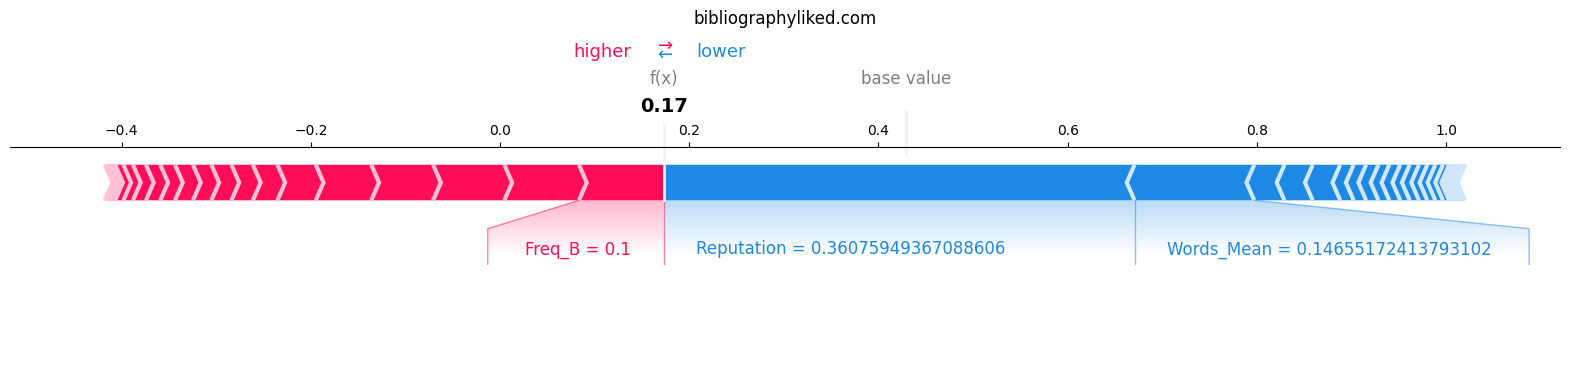 bibliographyliked.com
higher ⇄ lower
f(x) base value
0.17
−0.4 −0.2 0.0 0.2 0.4 0.6 0.8 1.0
Freq_B = 0.1 Reputation = 0.36075949367088606 Words_Mean = 0.14655172413793102